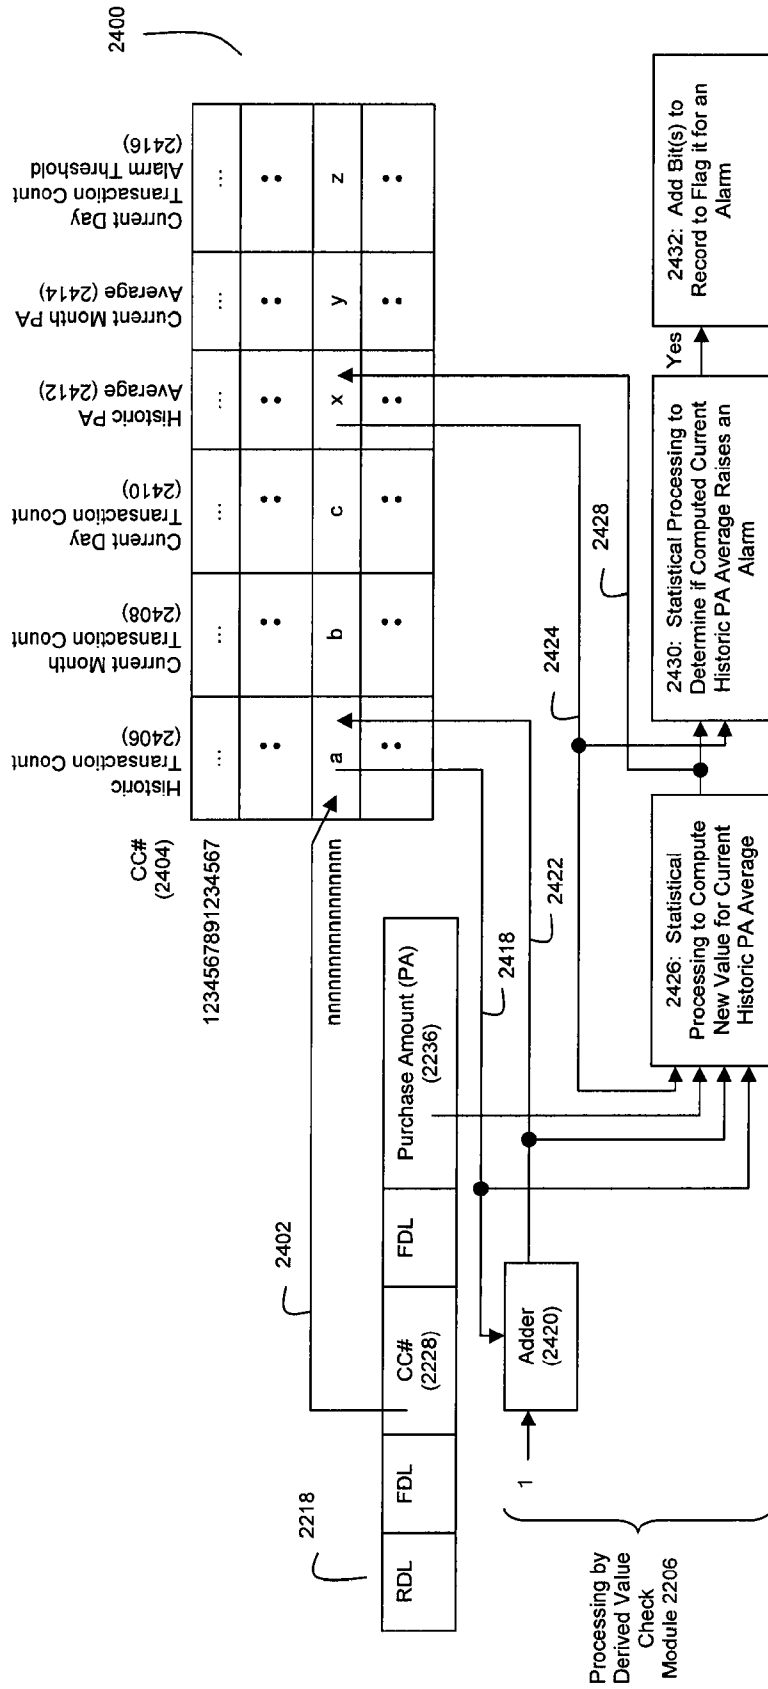 2400
Historic
Transaction Count
(2406)
Current Month
Transaction Count
(2408)
Current Day
Transaction Count
(2410)
Historic PA
Average (2412)
Current Month PA
Average (2414)
Current Day
Transaction Count
Alarm Threshold
(2416)
CC#
(2404)
1234567891234567
... ... ... ... ... ...
nnnnnnnnnnnnnnnn
a b c x y z
2402
2218
RDL
FDL
CC#
(2228)
FDL
Purchase Amount (PA)
(2236)
2418
2422
2424
2428
1
Adder
(2420)
2426: Statistical
Processing to Compute
New Value for Current
Historic PA Average
2430: Statistical Processing to
Determine if Computed Current
Historic PA Average Raises an
Alarm
Yes
2432: Add Bit(s) to
Record to Flag it for an
Alarm
Processing by
Derived Value
Check
Module 2206